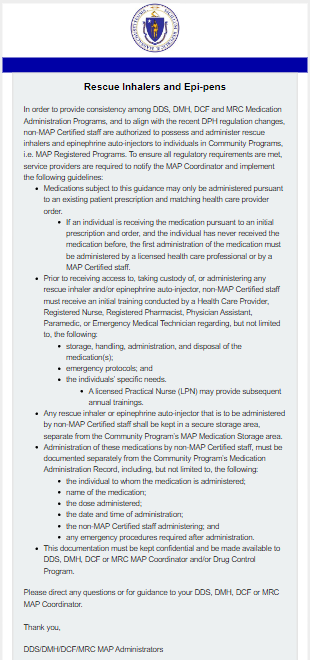 Rescue Inhalers and Epi-pens
In order to provide consistency among DDS, DMH, DCF and MRC Medication
Administration Programs, and to align with the recent DPH regulation changes,
non-MAP Certified staff are authorized to possess and administer rescue
inhalers and epinephrine auto-injectors to individuals in Community Programs,
i.e. MAP Registered Programs. To ensure all regulatory requirements are met,
service providers are required to notify the MAP Coordinator and implement
the following guidelines:
• Medications subject to this guidance may only be administered pursuant
to an existing patient prescription and matching health care provider
order.
• If an individual is receiving the medication pursuant to an initial
prescription and order, and the individual has never received the
medication before, the first administration of the medication must
be administered by a licensed health care professional or by a
MAP Certified staff.
• Prior to receiving access to, taking custody of, or administering any
rescue inhaler and/or epinephrine auto-injector, non-MAP Certified staff
must receive an initial training conducted by a Health Care Provider,
Registered Nurse, Registered Pharmacist, Physician Assistant,
Paramedic, or Emergency Medical Technician regarding, but not limited
to, the following:
• storage, handling, administration, and disposal of the
medication(s);
• emergency protocols; and
• the individuals' specific needs.
• A licensed Practical Nurse (LPN) may provide subsequent
annual trainings.
• Any rescue inhaler or epinephrine auto-injector that is to be administered
by non-MAP Certified staff shall be kept in a secure storage area,
separate from the Community Program's MAP Medication Storage area.
• Administration of these medications by non-MAP Certified staff, must be
documented separately from the Community Program's Medication
Administration Record, including, but not limited to, the following:
• the individual to whom the medication is administered;
• name of the medication;
• the dose administered;
• the date and time of administration;
• the non-MAP Certified staff administering; and
• any emergency procedures required after administration.
• This documentation must be kept confidential and be made available to
DDS, DMH, DCF or MRC MAP Coordinator and/or Drug Control
Program.
Please direct any questions or for guidance to your DDS, DMH, DCF or MRC
MAP Coordinator.
Thank you,
DDS/DMH/DCF/MRC MAP Administrators